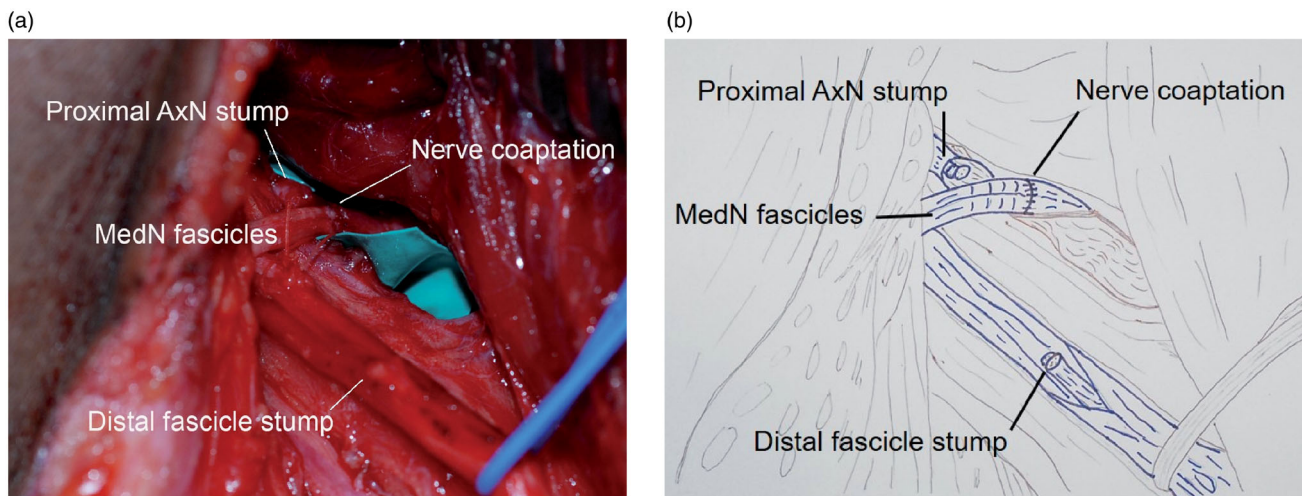 (a)
Proximal AxN stump
Nerve coaptation
MedN fascicles
Distal fascicle stump
(b)
Proximal AxN stump
Nerve coaptation
MedN fascicles
Distal fascicle stump